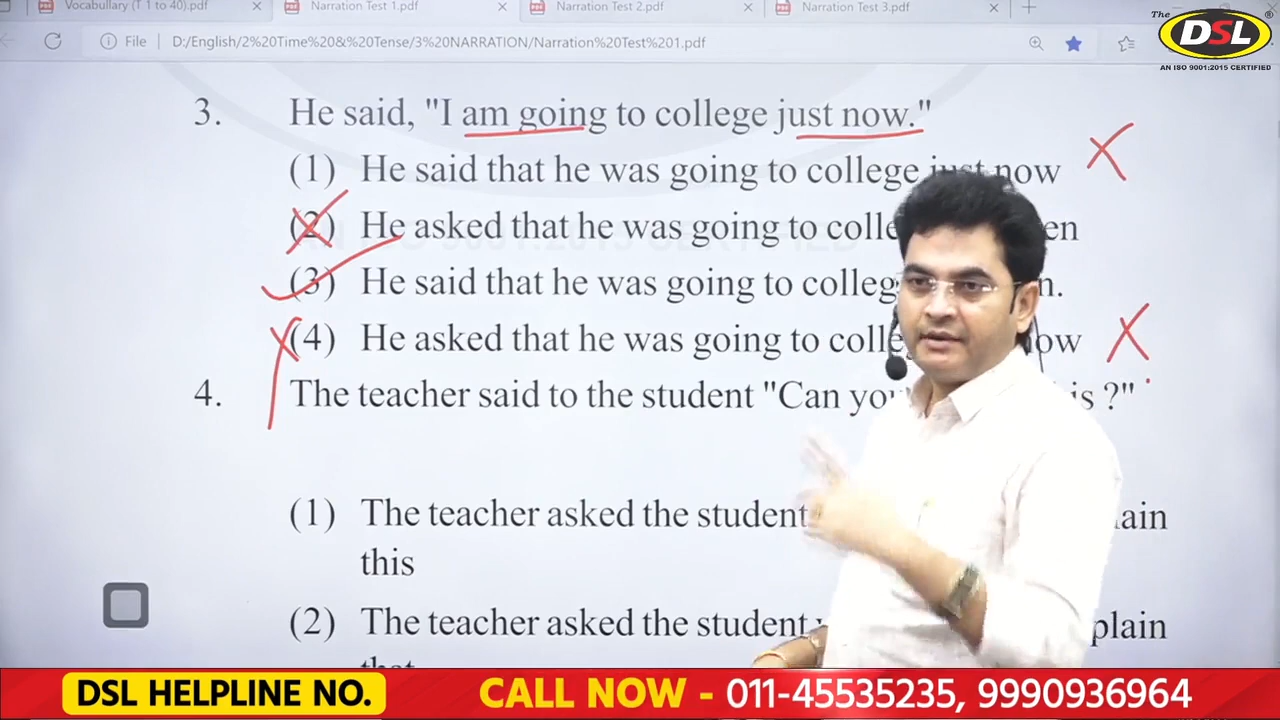 Vocabullary (T 1 to 40).pdf
Narration Test 1.pdf
Narration Test 2.pdf
Narration Test 3.pdf
The
DSL
AN ISO 9001:2015 CERTIFIED
File D:/English/2%20Time%20&%20Tense/3%20NARRATION/Narration%20Test%201.pdf
3. He said, "I am going to college just now."
(1) He said that he was going to college just now
(2) He asked that he was going to
(3) He said that he was going to
(4) He asked that he was going to
4. The teacher said to the student "Can ?"
(1) The teacher asked the student
this
(2) The teacher asked the student
that
DSL HELPLINE NO.
CALL NOW - 011-45535235, 9990936964